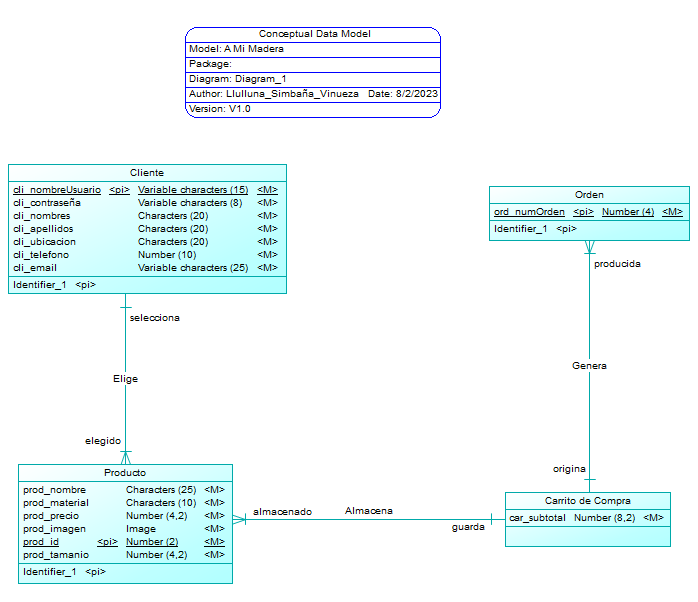 Conceptual Data Model
Model: A Mi Madera
Package:
Diagram: Diagram_1
Author: Llulluna_Simbaña_Vinueza Date: 8/2/2023
Version: V1.0
Cliente
cli_nombreUsuario <pi> Variable characters (15) <M>
cli_contraseña Variable characters (8) <M>
cli_nombres Characters (20) <M>
cli_apellidos Characters (20) <M>
cli_ubicacion Characters (20) <M>
cli_telefono Number (10) <M>
cli_email Variable characters (25) <M>
Identifier_1 <pi>
Orden
ord_numOrden <pi> Number (4) <M>
Identifier_1 <pi>
producida
selecciona
Genera
Elige
elegido
origina
Producto
prod_nombre Characters (25) <M>
prod_material Characters (10) <M>
prod_precio Number (4,2) <M>
prod_imagen Image <M>
prod_id <pi> Number (2) <M>
prod_tamanio Number (4,2) <M>
Identifier_1 <pi>
almacenado
Almacena
guarda
Carrito de Compra
car_subtotal Number (8,2) <M>